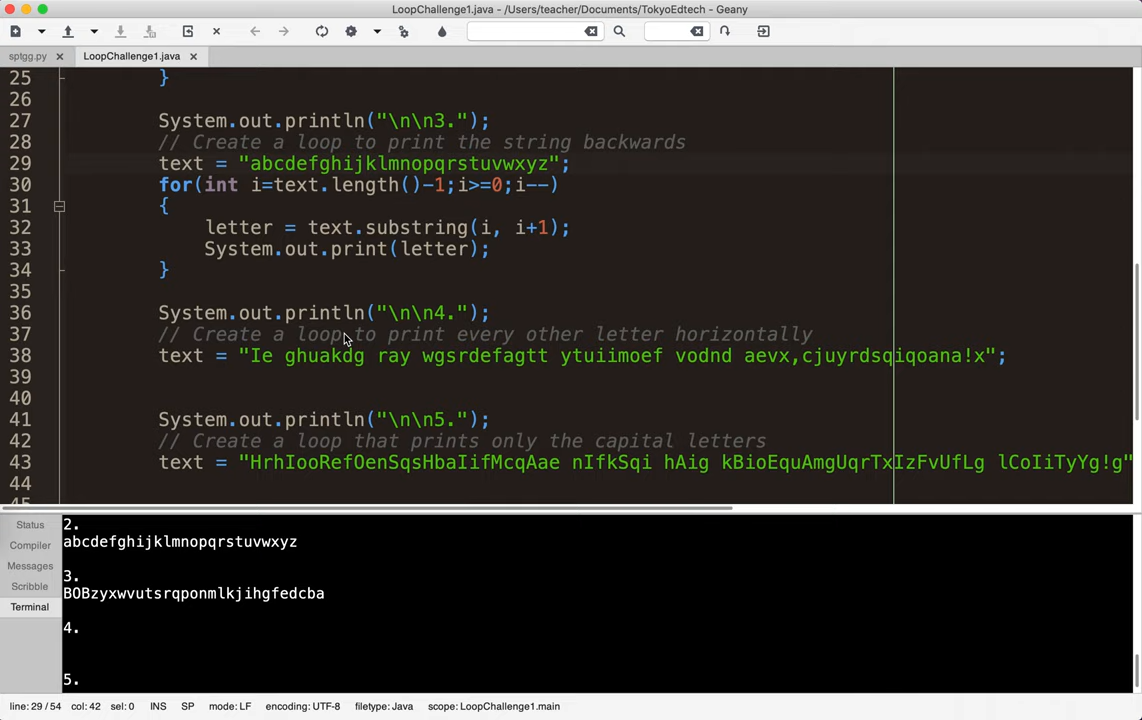 LoopChallenge1.java - /Users/teacher/Documents/TokyoEdtech - Geany
sptgg.py
LoopChallenge1.java
25 }
26
27 System.out.println("\n\n3.");
28 // Create a loop to print the string backwards
29 text = "abcdefghijklmnopqrstuvwxyz";
30 for(int i=text.length()-1;i>=0;i--)
31 {
32 letter = text.substring(i, i+1);
33 System.out.print(letter);
34 }
35
36 System.out.println("\n\n4.");
37 // Create a loop to print every other letter horizontally
38 text = "Ie ghuakdg ray wgsrdefagtt ytuiimoef vodnd aevx,cjuyrdsqiqoana!x";
39
40
41 System.out.println("\n\n5.");
42 // Create a loop that prints only the capital letters
43 text = "HrhIooRefOenSqsHbaIifMcqAae nIfkSqi hAig kBioEquAmgUqrTxIzFvUfLg lCoIiTyYg!g"
44
Status
Compiler
Messages
Scribble
Terminal
2.
abcdefghijklmnopqrstuvwxyz
3.
BOBzyxwvutsrqponmlkjihgfedcba
4.
5.
line: 29 / 54 col: 42 sel: 0 INS SP mode: LF encoding: UTF-8 filetype: Java scope: LoopChallenge1.main